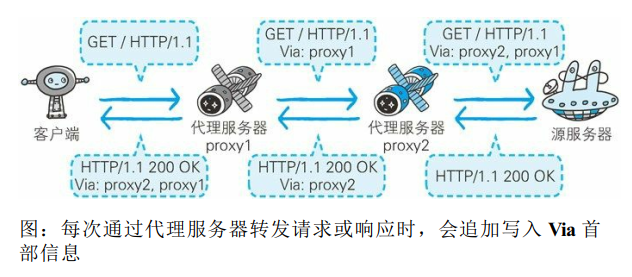 GET / HTTP/1.1
GET / HTTP/1.1
Via: proxy1
GET / HTTP/1.1
Via: proxy2, proxy1
客户端
代理服务器
proxy1
代理服务器
proxy2
源服务器
HTTP/1.1 200 OK
Via: proxy2, proxy1
HTTP/1.1 200 OK
Via: proxy2
HTTP/1.1 200 OK
图：每次通过代理服务器转发请求或响应时，会追加写入 Via 首
部信息